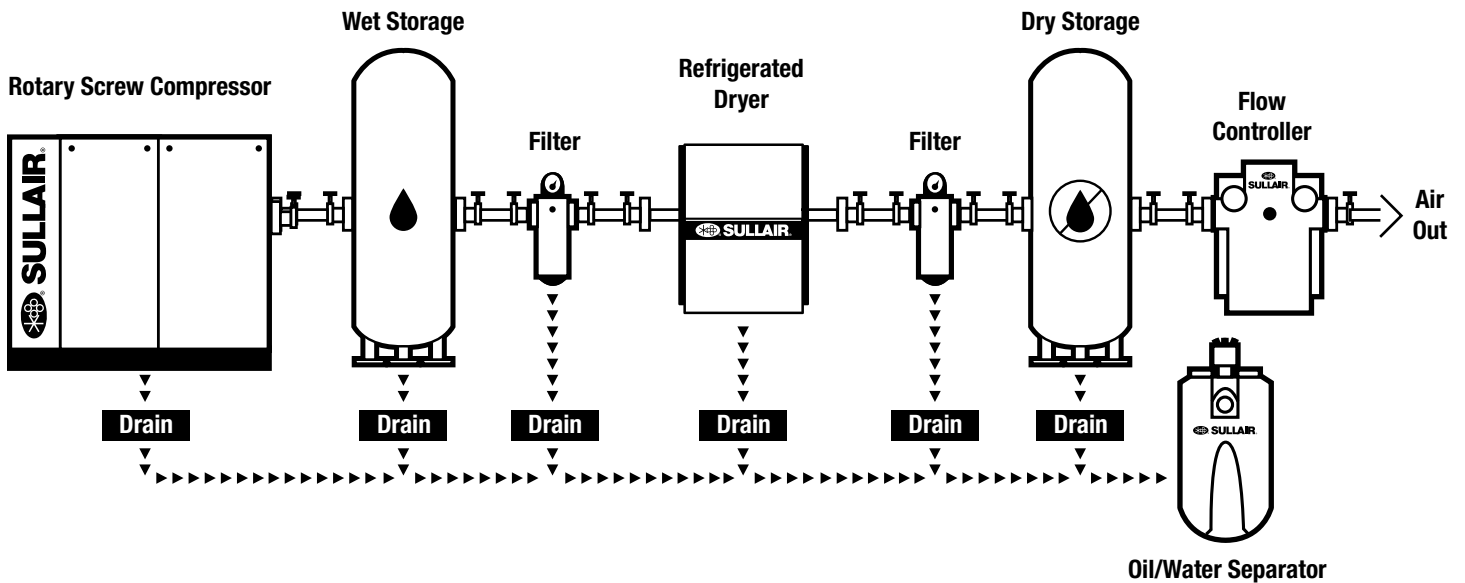 Wet Storage
Dry Storage
Rotary Screw Compressor
Refrigerated
Dryer
Flow
Controller
Filter
Filter
SULLAIR®
SULLAIR
SULLAIR
Air
Out
Drain
Drain
Drain
Drain
Drain
Drain
SULLAIR
Oil/Water Separator